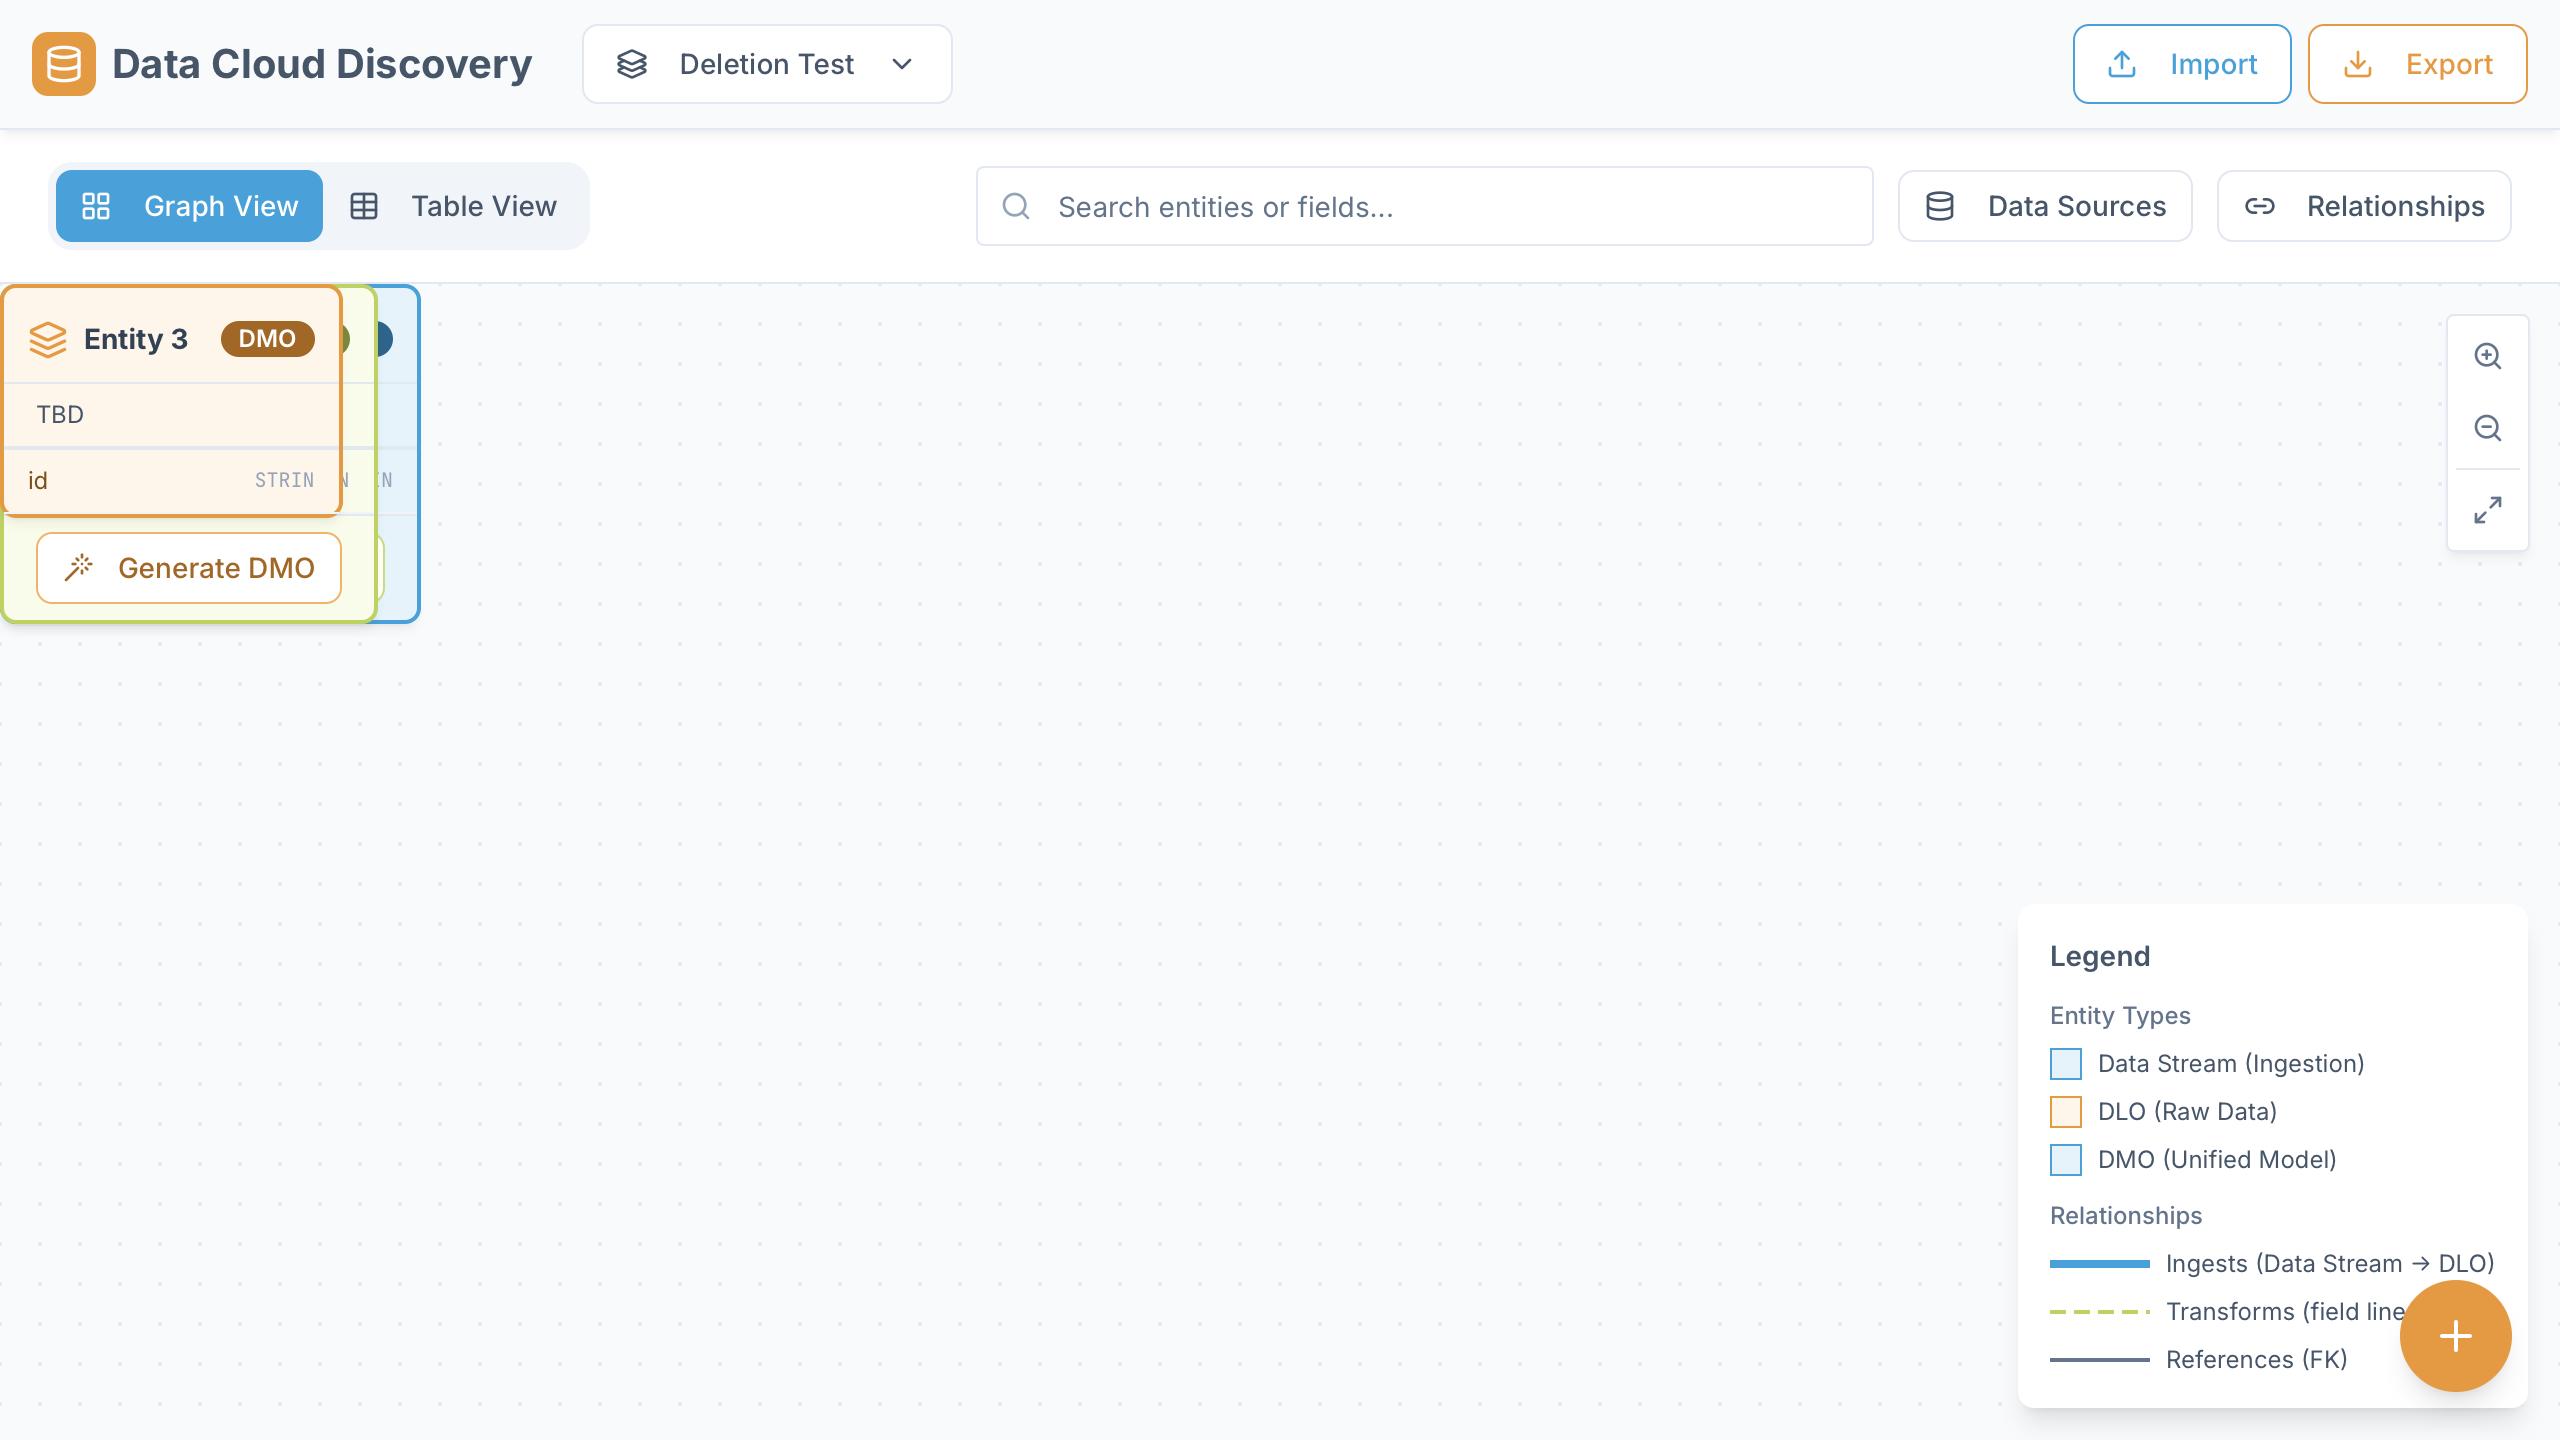 Data Cloud Discovery
Deletion Test
Import
Export
Graph View
Table View
Search entities or fields...
Data Sources
Relationships
Entity 3
DMO
TBD
id
STRIN
Generate DMO
Legend
Entity Types
Data Stream (Ingestion)
DLO (Raw Data)
DMO (Unified Model)
Relationships
Ingests (Data Stream → DLO)
Transforms (field line
References (FK)